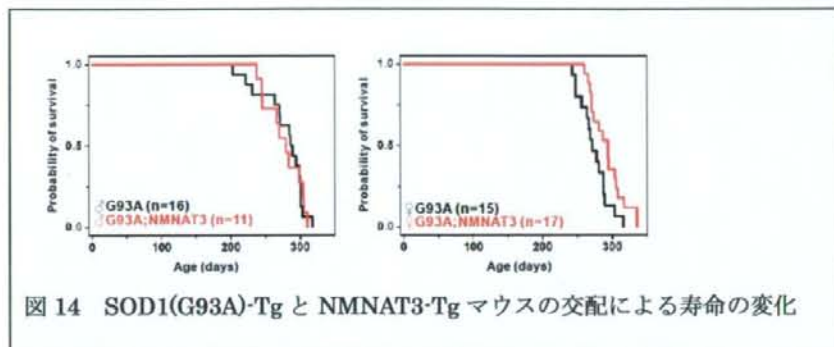 Probability of survival
1.0
0.5
0.0
♂G93A (n=16)
♂G93A;NMNAT3 (n=11)
0 100 200 300
Age (days)
Probability of survival
1.0
0.5
0.0
♀G93A (n=15)
♀G93A;NMNAT3 (n=17)
0 100 200 300
Age (days)
図 14 SOD1(G93A)-Tg と NMNAT3-Tg マウスの交配による寿命の変化